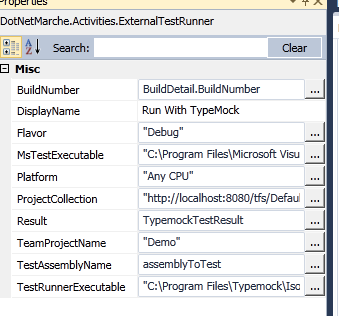 Properties
DotNetMarche.Activities.ExternalTestRunner
Search: Clear
Misc
BuildNumber BuildDetail.BuildNumber ...
DisplayName Run With TypeMock
Flavor "Debug" ...
MsTestExecutable "C:\Program Files\Microsoft Visu ...
Platform "Any CPU" ...
ProjectCollection "http://localhost:8080/tfs/Defau ...
Result TypemockTestResult ...
TeamProjectName "Demo" ...
TestAssemblyName assemblyToTest ...
TestRunnerExecutable "C:\Program Files\Typemock\Iso ...